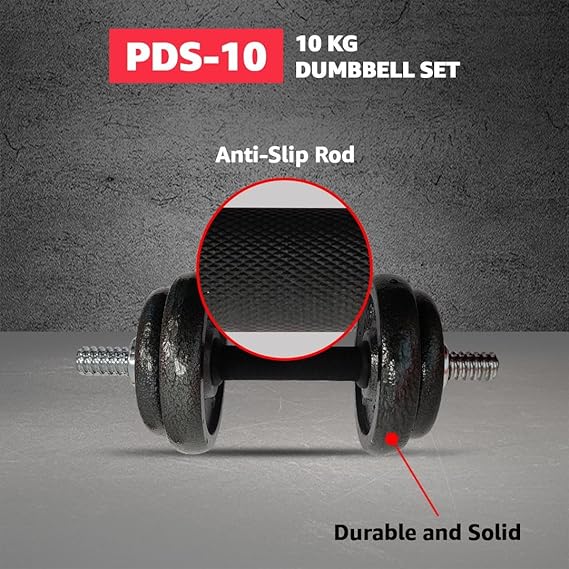 PDS-10
10 KG
DUMBBELL SET
Anti-Slip Rod
Durable and Solid